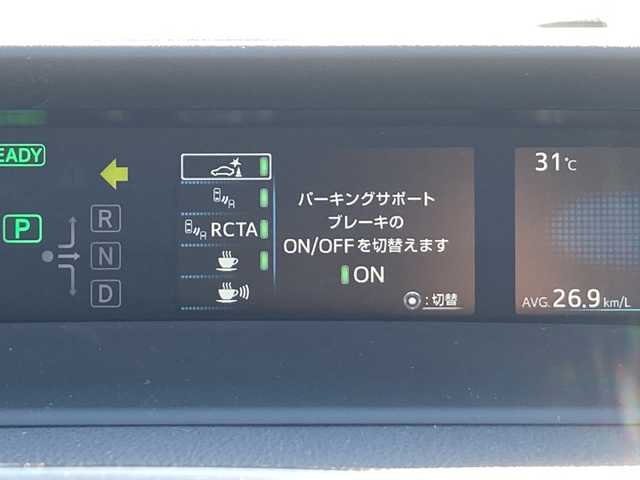 READY
P
R
N
D
R
R RCTA
パーキングサポート
ブレーキの
ON/OFFを切替えます
ON
:切替
31℃
AVG. 26.9 km/L